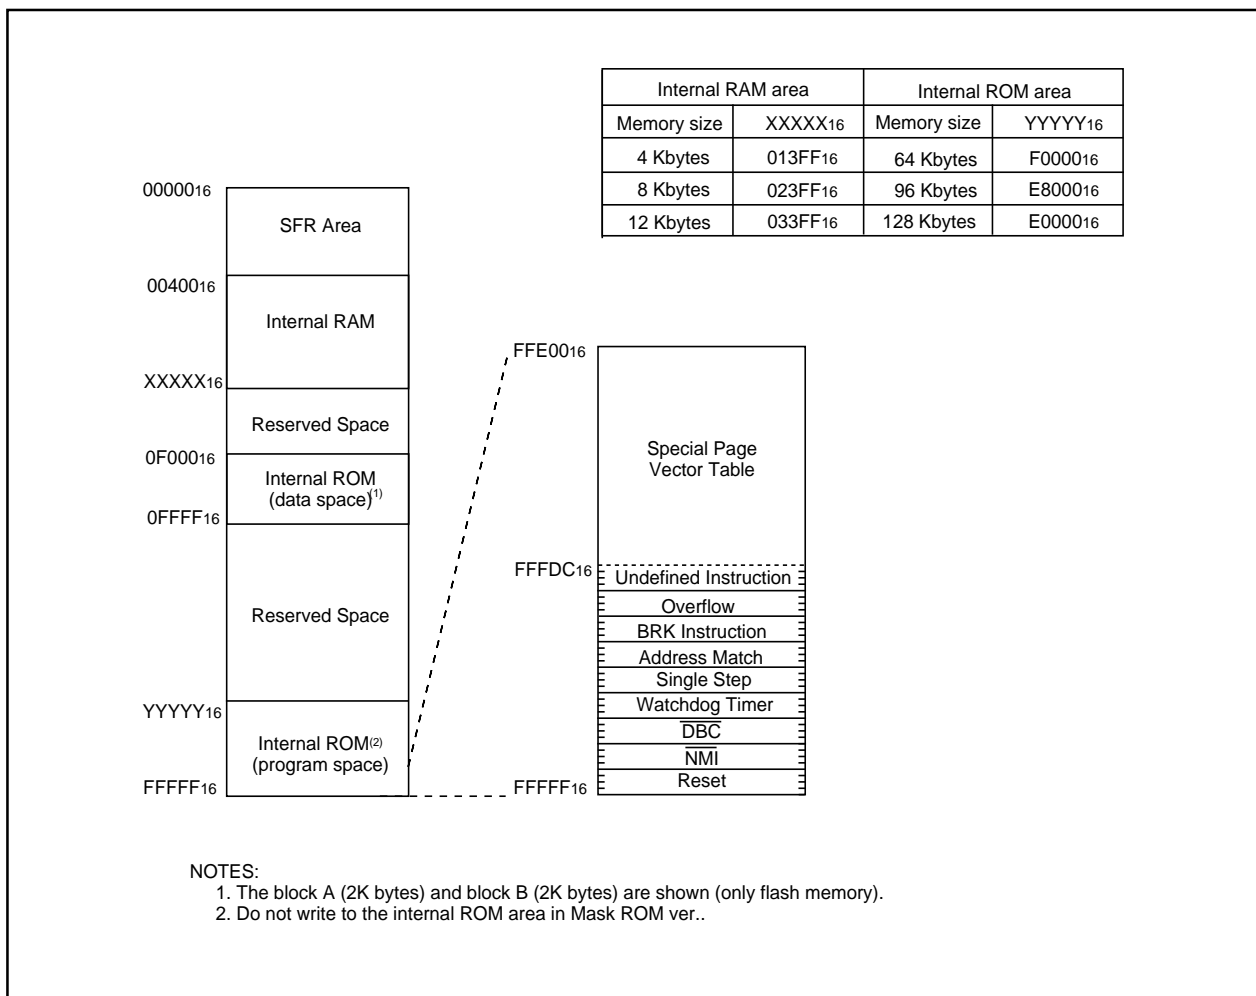 Internal RAM area Internal ROM area
Memory size XXXXX16 Memory size YYYYY16
4 Kbytes 013FF16 64 Kbytes F000016
8 Kbytes 023FF16 96 Kbytes E800016
12 Kbytes 033FF16 128 Kbytes E000016
0000016
SFR Area
0040016
Internal RAM
XXXXX16
Reserved Space
0F00016
Internal ROM
(data space)(1)
0FFFF16
Reserved Space
YYYYY16
Internal ROM(2)
(program space)
FFFFF16
FFE0016
Special Page
Vector Table
FFFDC16
Undefined Instruction
Overflow
BRK Instruction
Address Match
Single Step
Watchdog Timer
DBC
NMI
Reset
FFFFF16
NOTES:
1. The block A (2K bytes) and block B (2K bytes) are shown (only flash memory).
2. Do not write to the internal ROM area in Mask ROM ver..